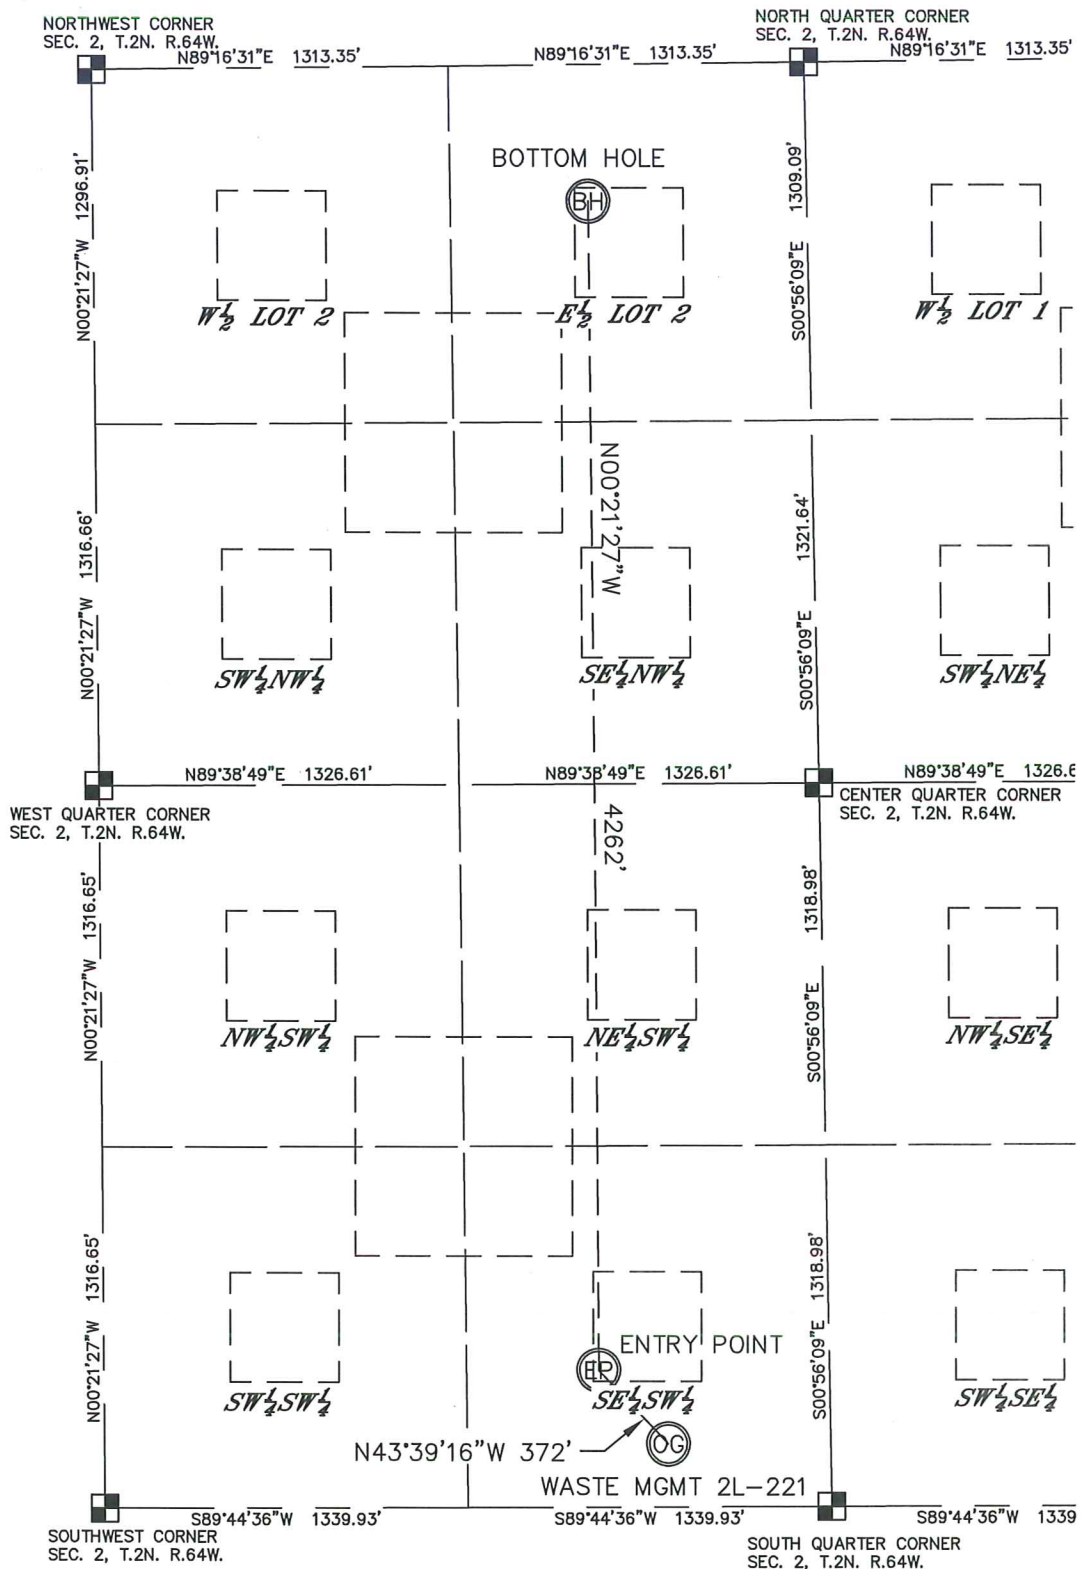 NORTHWEST CORNER
SEC. 2, T.2N. R.64W.
NORTH QUARTER CORNER
SEC. 2, T.2N. R.64W.
N89°16'31"E 1313.35'
N89°16'31"E 1313.35'
N89°16'31"E 1313.35'
BOTTOM HOLE
BH
N00°21'27"W 1296.91'
S00°56'09"E 1309.09'
W½ LOT 2
E½ LOT 2
W½ LOT 1
N00°21'27"W
N00°21'27"W 1316.66'
S00°56'09"E 1321.64'
SW¼NW¼
SE¼NW¼
SW¼NE¼
N89°38'49"E 1326.61'
N89°38'49"E 1326.61'
N89°38'49"E 1326.6
WEST QUARTER CORNER
SEC. 2, T.2N. R.64W.
CENTER QUARTER CORNER
SEC. 2, T.2N. R.64W.
4262'
N00°21'27"W 1316.65'
S00°56'09"E 1318.98'
NW¼SW¼
NE¼SW¼
NW¼SE¼
N00°21'27"W 1316.65'
S00°56'09"E 1318.98'
ENTRY POINT
EP
SW¼SW¼
SE¼SW¼
SW¼SE¼
N43°39'16"W 372'
OG
WASTE MGMT 2L-221
S89°44'36"W 1339.93'
S89°44'36"W 1339.93'
S89°44'36"W 1339
SOUTHWEST CORNER
SEC. 2, T.2N. R.64W.
SOUTH QUARTER CORNER
SEC. 2, T.2N. R.64W.